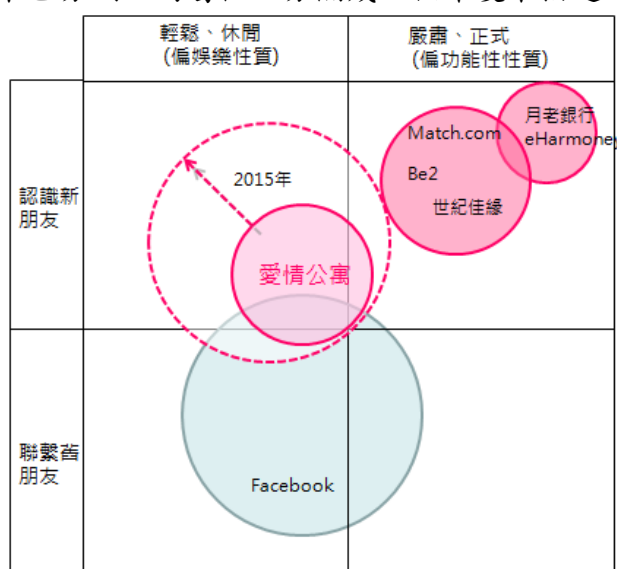 輕鬆、休閒
(偏娛樂性質)
嚴肅、正式
(偏功能性性質)
認識新
朋友
2015年
愛情公寓
Match.com
Be2
世紀佳緣
月老銀行
eHarmoney
聯繫舊
朋友
Facebook